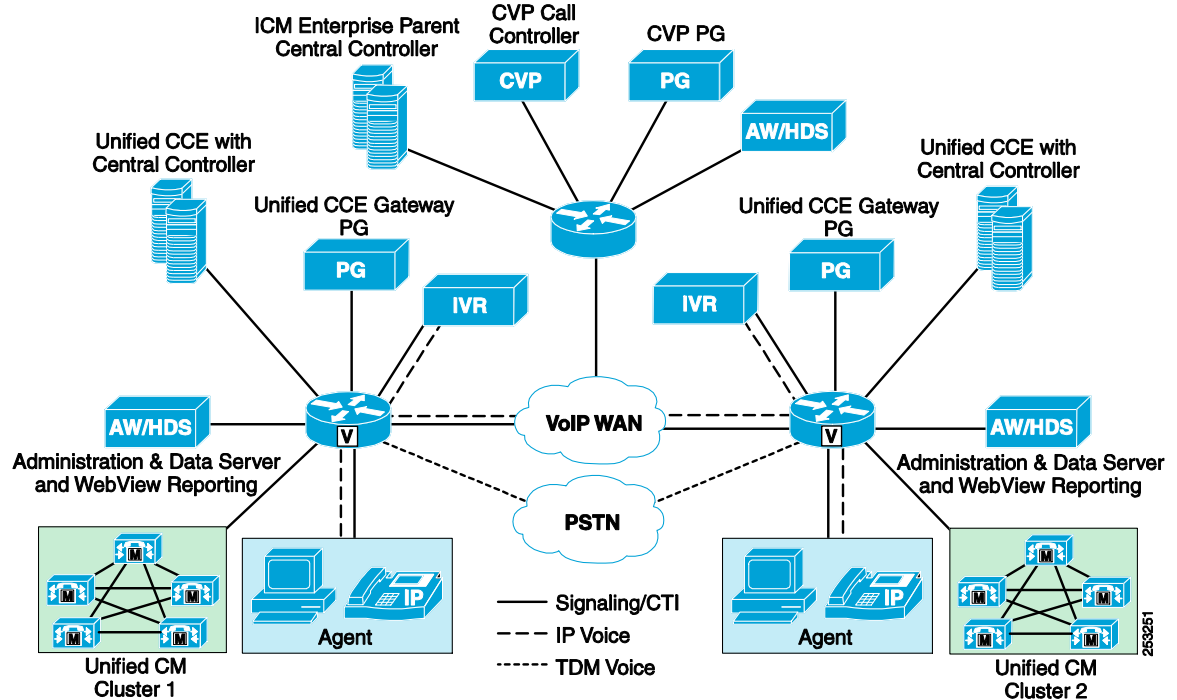 ICM Enterprise Parent
Central Controller
CVP Call
Controller
CVP PG
CVP
PG
AW/HDS
Unified CCE with
Central Controller
Unified CCE with
Central Controller
Unified CCE Gateway
PG
Unified CCE Gateway
PG
PG
PG
IVR
IVR
VoIP WAN
AW/HDS
V
V
AW/HDS
Administration & Data Server
and WebView Reporting
Administration & Data Server
and WebView Reporting
PSTN
M
M
M
M
M
Unified CM
Cluster 1
IP
Agent
Signaling/CTI
IP Voice
TDM Voice
IP
Agent
M
M
M
M
M
Unified CM
Cluster 2
253251